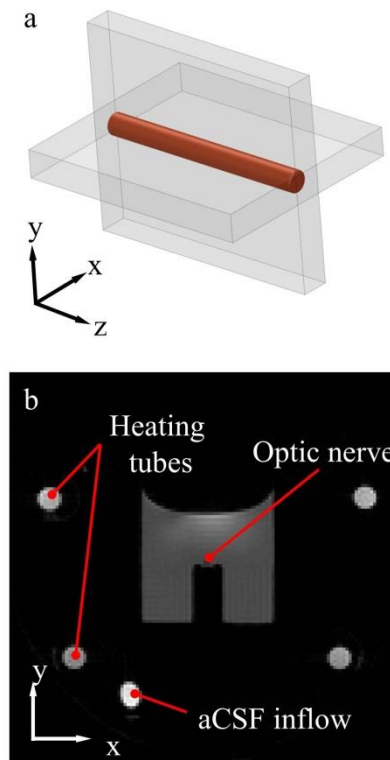 a
y
x
z
b
Heating
tubes
Optic nerve
aCSF inflow
y
x